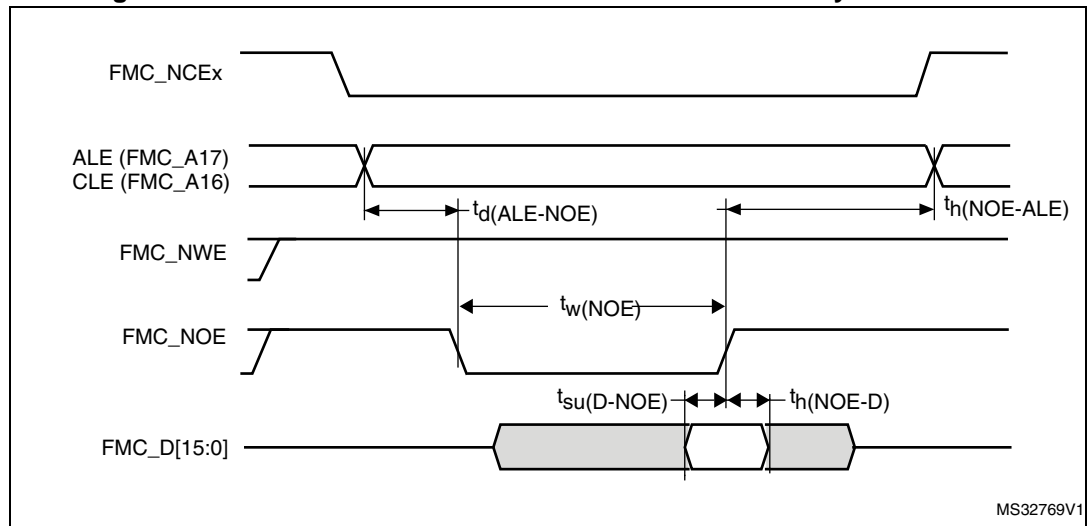 FMC_NCEx
ALE (FMC_A17)
CLE (FMC_A16)
td(ALE-NOE)
th(NOE-ALE)
FMC_NWE
tw(NOE)
FMC_NOE
tsu(D-NOE)
th(NOE-D)
FMC_D[15:0]
MS32769V1